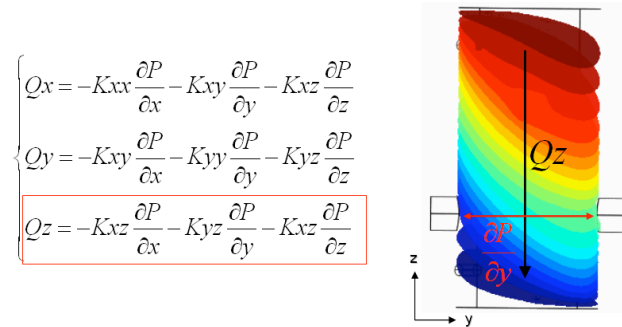 Qx = −Kxx ∂P/∂x − Kxy ∂P/∂y − Kxz ∂P/∂z
Qy = −Kxy ∂P/∂x − Kyy ∂P/∂y − Kyz ∂P/∂z
Qz = −Kxz ∂P/∂x − Kyz ∂P/∂y − Kxz ∂P/∂z
Qz
∂P/∂y
z
y